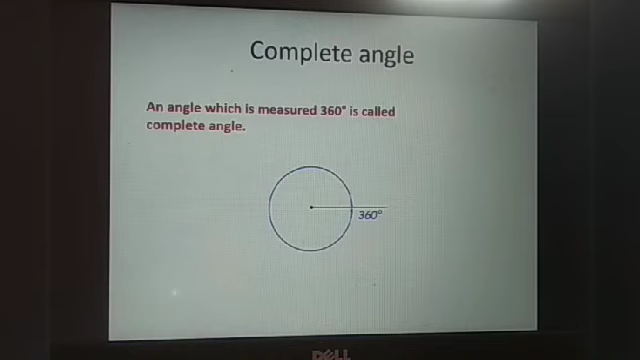 Complete angle
An angle which is measured 360° is called
complete angle.
360°
DELL